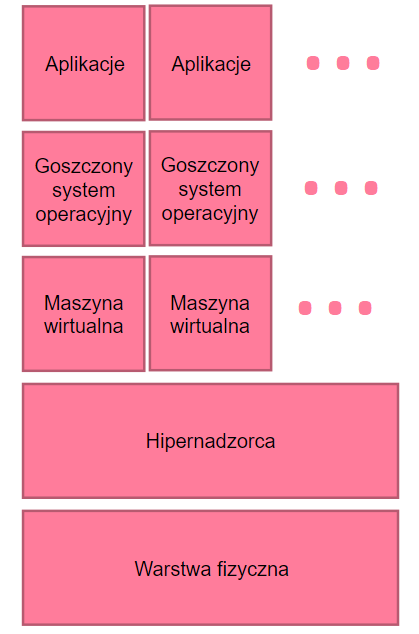 Aplikacje
Aplikacje
Goszczony
system
operacyjny
Goszczony
system
operacyjny
Maszyna
wirtualna
Maszyna
wirtualna
Hipernadzorca
Warstwa fizyczna